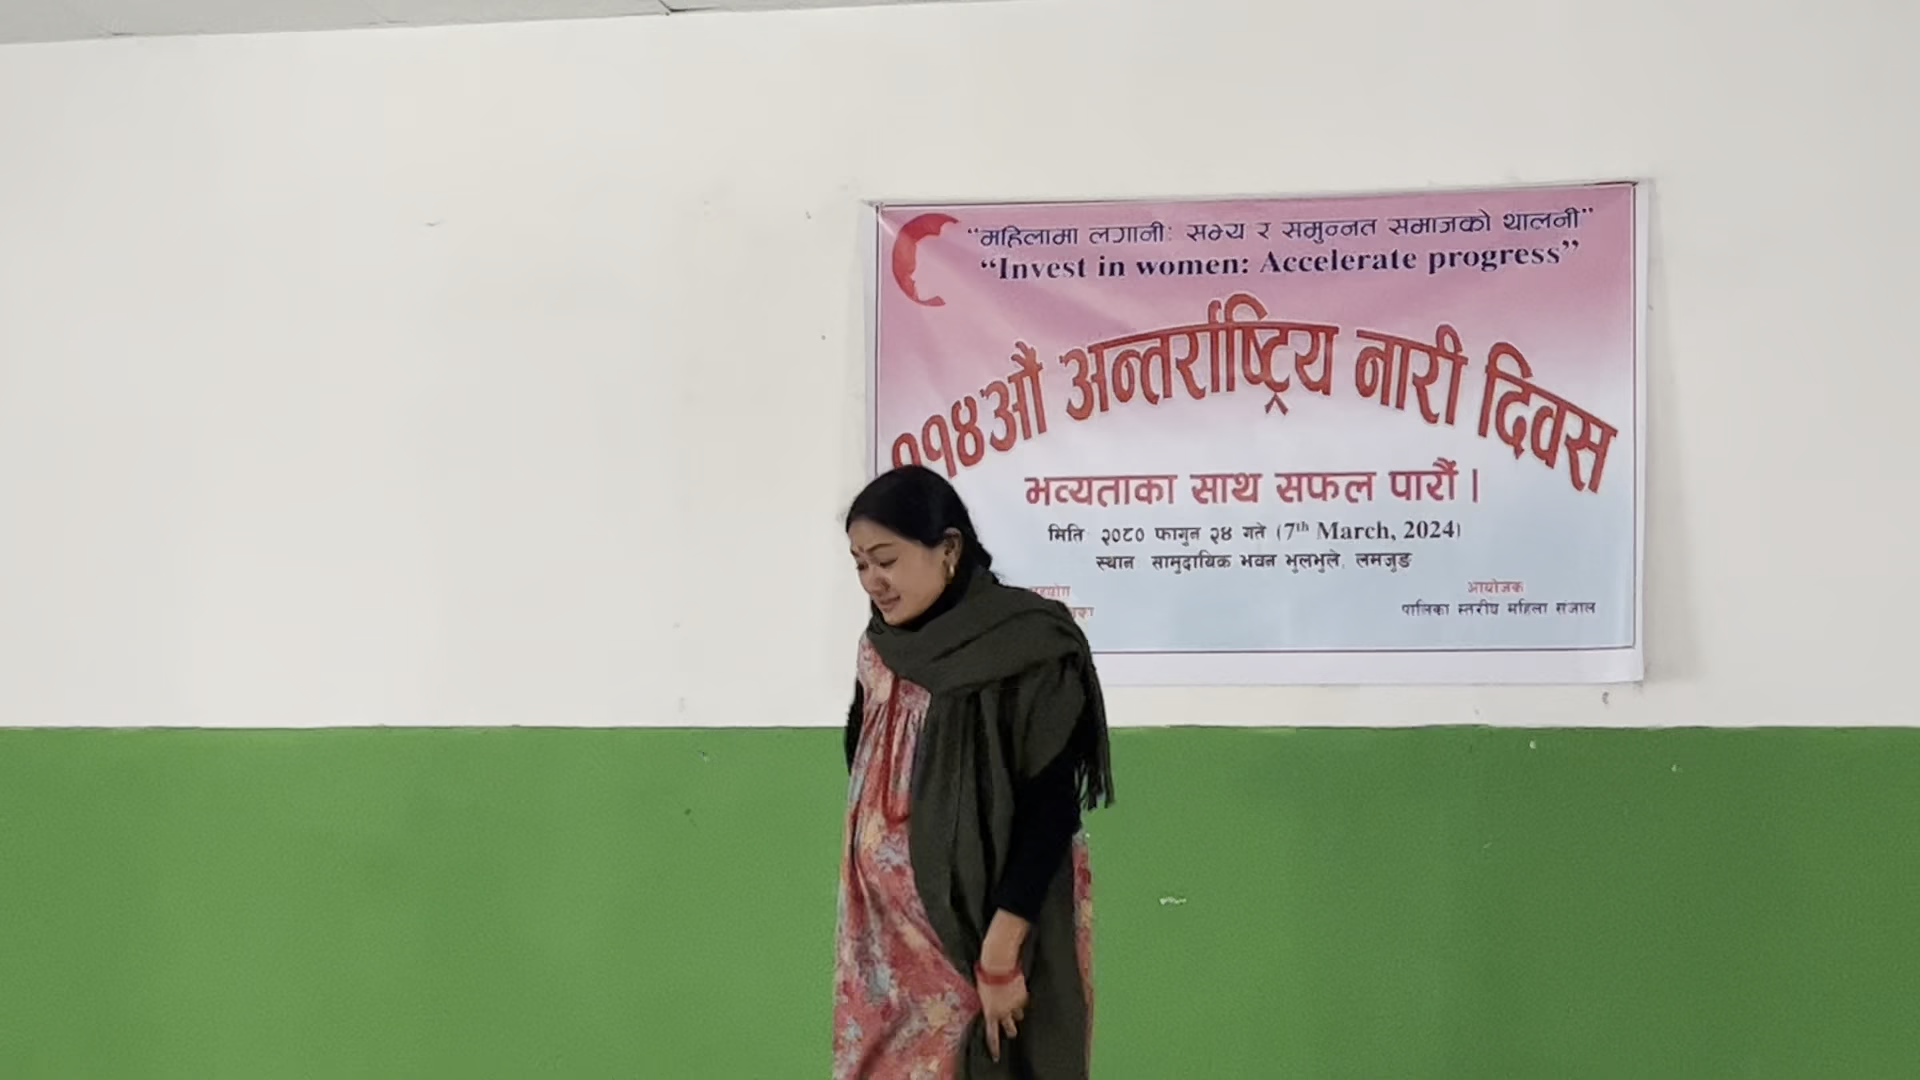 “महिलामा लगानी: सभ्य र समुन्नत समाजको थालनी”
“Invest in women: Accelerate progress”
११४औं अन्तर्राष्ट्रिय नारी दिवस
भव्यताका साथ सफल पारौं ।
मिति २०८० फागुन २४ गते (7th March, 2024)
स्थान सामुदायिक भवन भुलभुले, लमजुङ
आयोजक
पालिका स्तरीय महिला संजाल